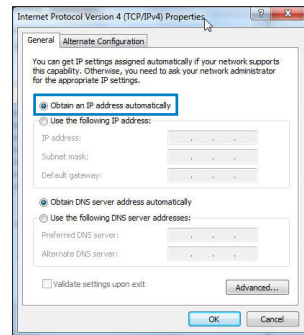 Internet Protocol Version 4 (TCP/IPv4) Properties
General
Alternate Configuration
You can get IP settings assigned automatically if your network supports
this capability. Otherwise, you need to ask your network administrator
for the appropriate IP settings.
Obtain an IP address automatically
Use the following IP address:
IP address:
Subnet mask:
Default gateway:
Obtain DNS server address automatically
Use the following DNS server addresses:
Preferred DNS server:
Alternate DNS server:
Validate settings upon exit
Advanced...
OK
Cancel